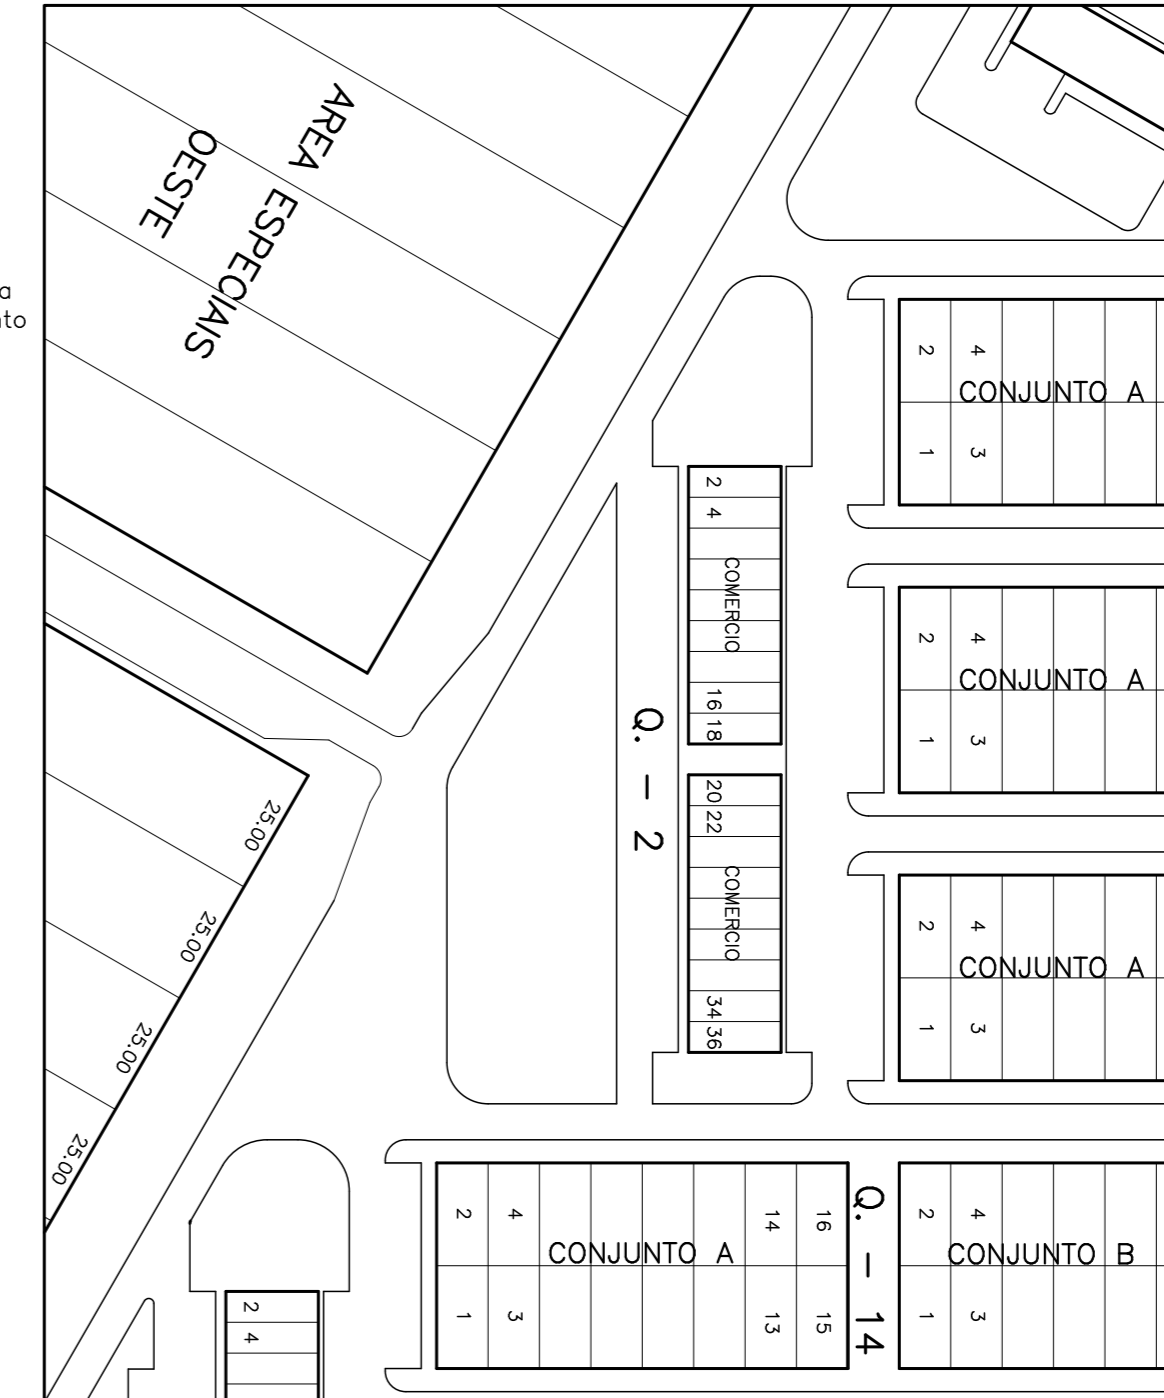 AREA ESPECIAIS
OESTE
a
nto
2 4
CONJUNTO A
1 3
2
4
COMERCIO
16
18
Q. - 2
20
22
COMERCIO
34
36
2 4
CONJUNTO A
1 3
2 4
CONJUNTO A
1 3
25.00
25.00
25.00
25.00
2 4 14 16
CONJUNTO A
1 3 13 15
Q. - 14
2 4
CONJUNTO B
1 3
2
4